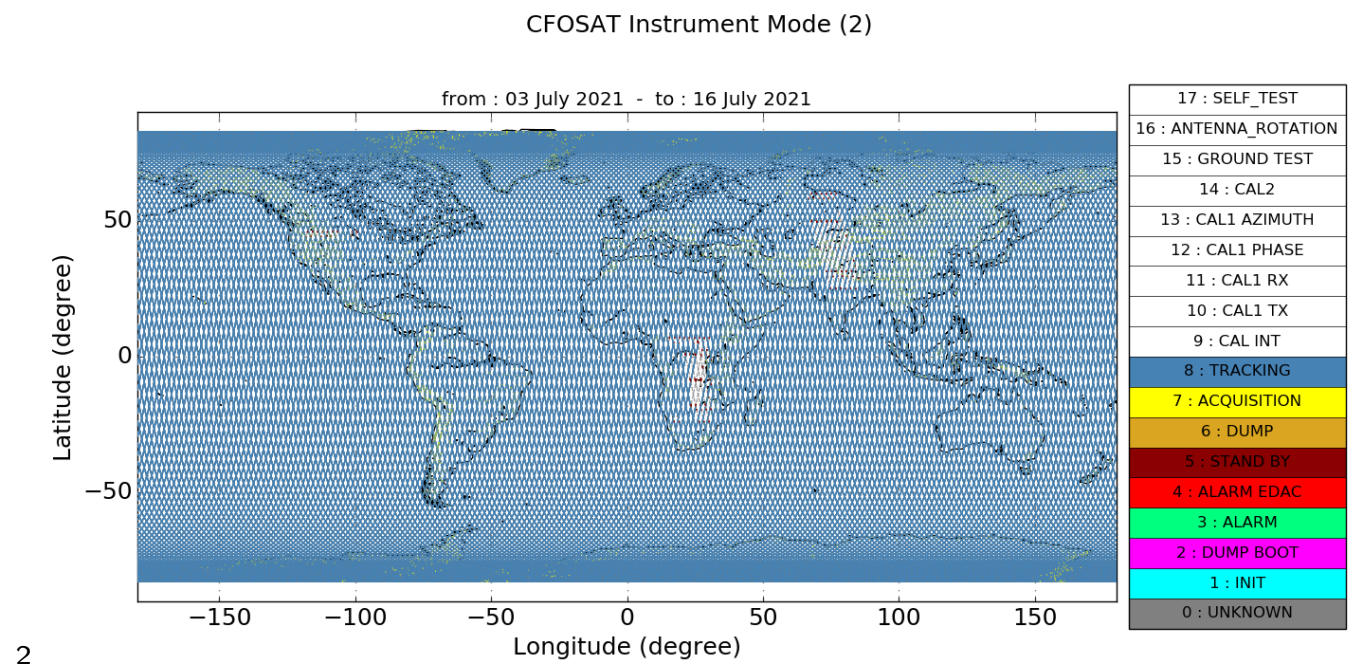 CFOSAT Instrument Mode (2)
from : 03 July 2021 - to : 16 July 2021
17 : SELF_TEST
16 : ANTENNA_ROTATION
15 : GROUND TEST
14 : CAL2
13 : CAL1 AZIMUTH
12 : CAL1 PHASE
11 : CAL1 RX
10 : CAL1 TX
9 : CAL INT
8 : TRACKING
7 : ACQUISITION
6 : DUMP
5 : STAND BY
4 : ALARM EDAC
3 : ALARM
2 : DUMP BOOT
1 : INIT
0 : UNKNOWN
Latitude (degree)
50
0
−50
−150 −100 −50 0 50 100 150
Longitude (degree)
2